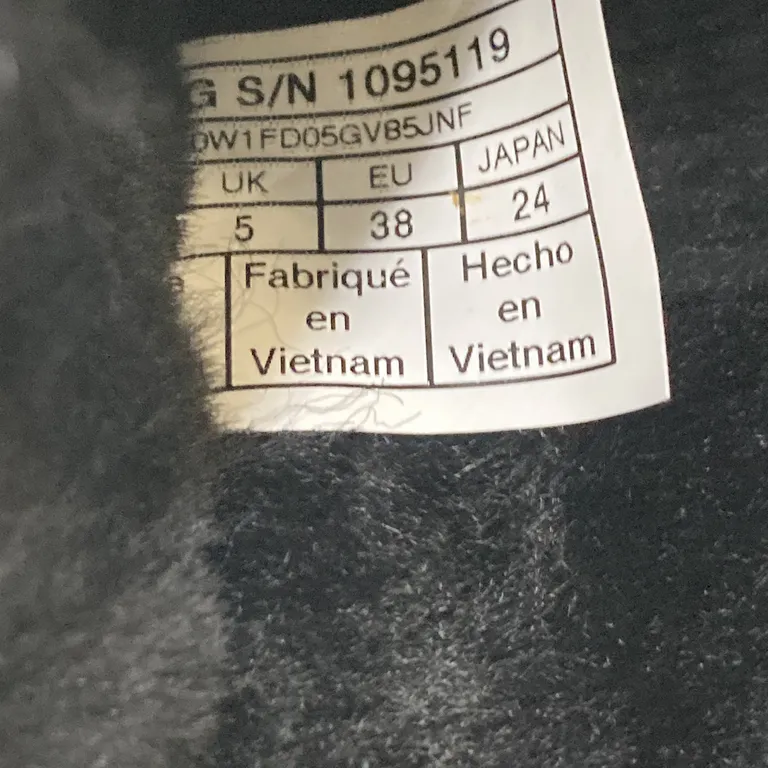 G S/N 1095119
0W1FD05GV85JNF
UK EU JAPAN
5 38 24
Fabriqué en Vietnam
Hecho en Vietnam